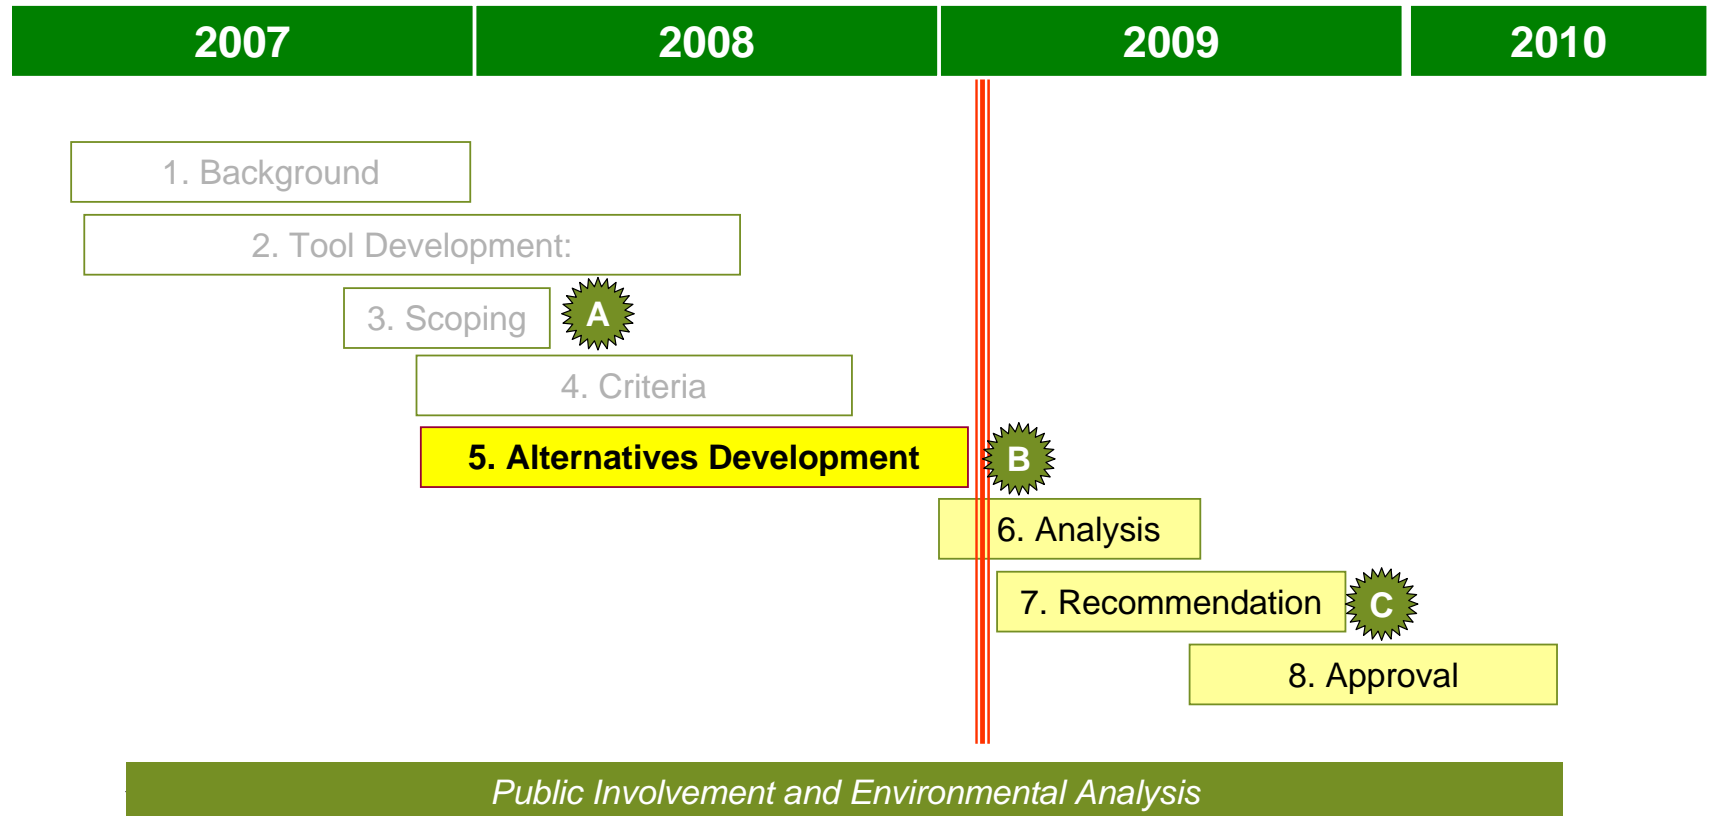 2007 2008 2009 2010
1. Background
2. Tool Development:
3. Scoping
A
4. Criteria
5. Alternatives Development
B
6. Analysis
7. Recommendation
C
8. Approval
Public Involvement and Environmental Analysis